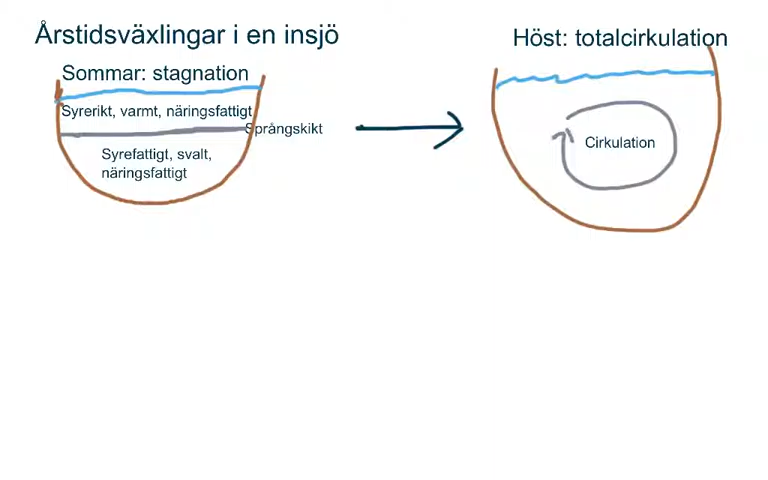 Årstidsväxlingar i en insjö
Sommar: stagnation
Syrerikt, varmt, näringsfattigt
Språngskikt
Syrefattigt, svalt,
näringsfattigt
Höst: totalcirkulation
Cirkulation